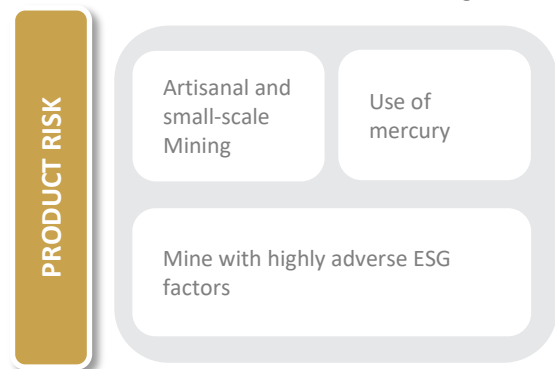 PRODUCT RISK
Artisanal and
small-scale
Mining
Use of
mercury
Mine with highly adverse ESG
factors